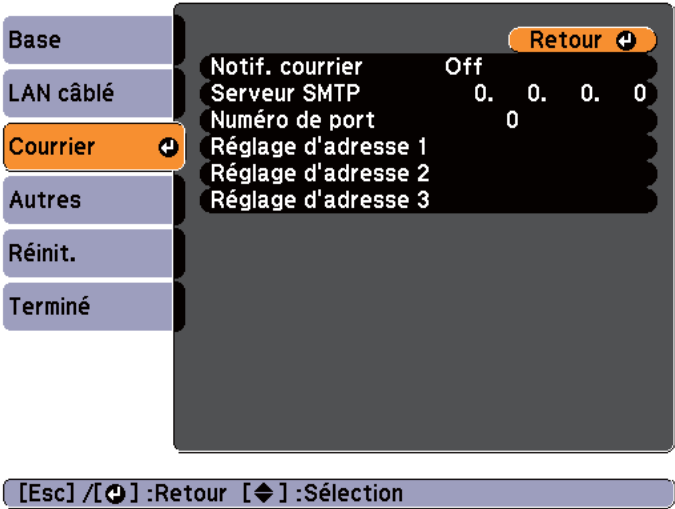 Base
LAN câblé
Courrier
Autres
Réinit.
Terminé
Retour
Notif. courrier Off
Serveur SMTP 0. 0. 0. 0
Numéro de port 0
Réglage d'adresse 1
Réglage d'adresse 2
Réglage d'adresse 3
[Esc] /[⏎] :Retour [◆] :Sélection